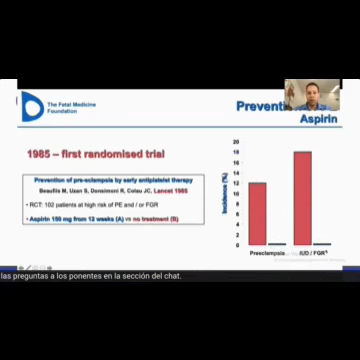 The Fetal Medicine
Foundation
Aspirin
1985 – first randomised trial
Prevention of pre-eclampsia by early antiplatelet therapy
Beaufils M, Uzan S, Donsimoni R, Colau JC. Lancet 1985
• RCT: 102 patients at high risk of PE and / or FGR
• Aspirin 150 mg from 12 weeks (A) vs no treatment (B)
Incidence (%)
20
18
16
14
12
10
8
6
4
2
0
Preeclampsia
IUD / FGR
las preguntas a los ponentes en la sección del chat.